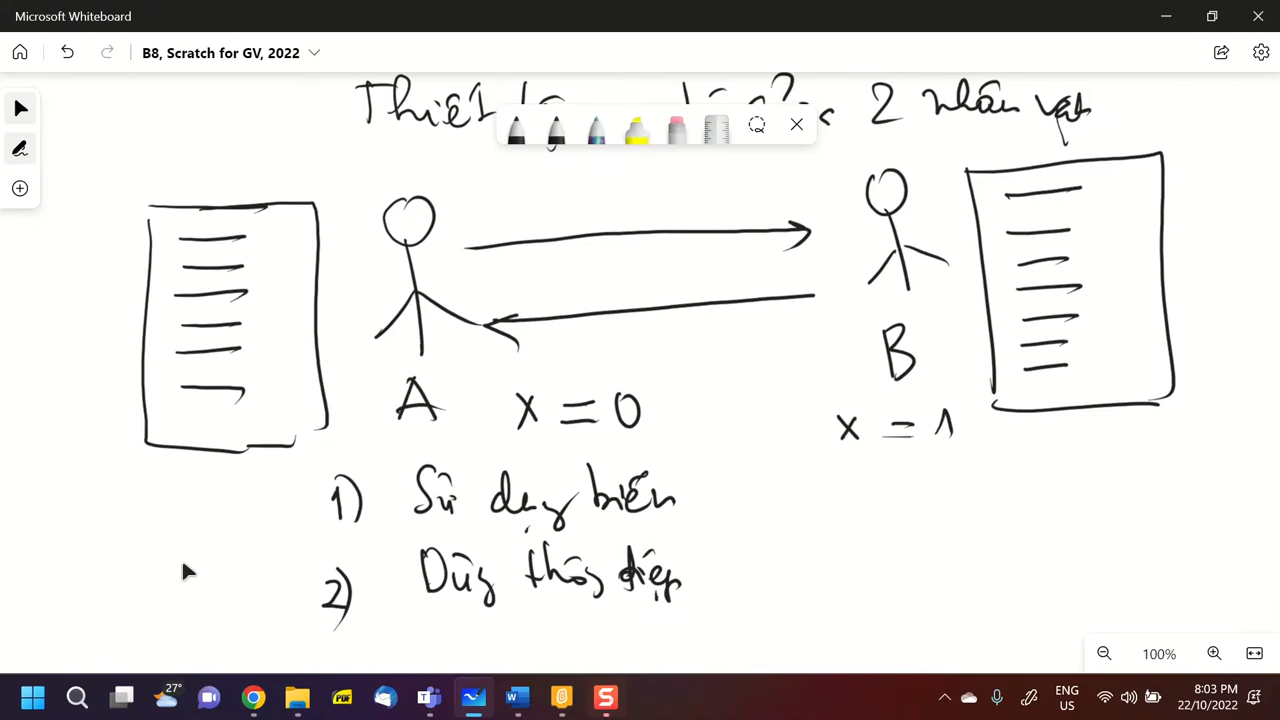 Microsoft Whiteboard
B8, Scratch for GV, 2022
Thiết 2 nhân vật
A x = 0
B
x = 1
1) Sử dụng biến
2) Dùng thông điệp
100%
27°
PDF
ENG
US
8:03 PM
22/10/2022